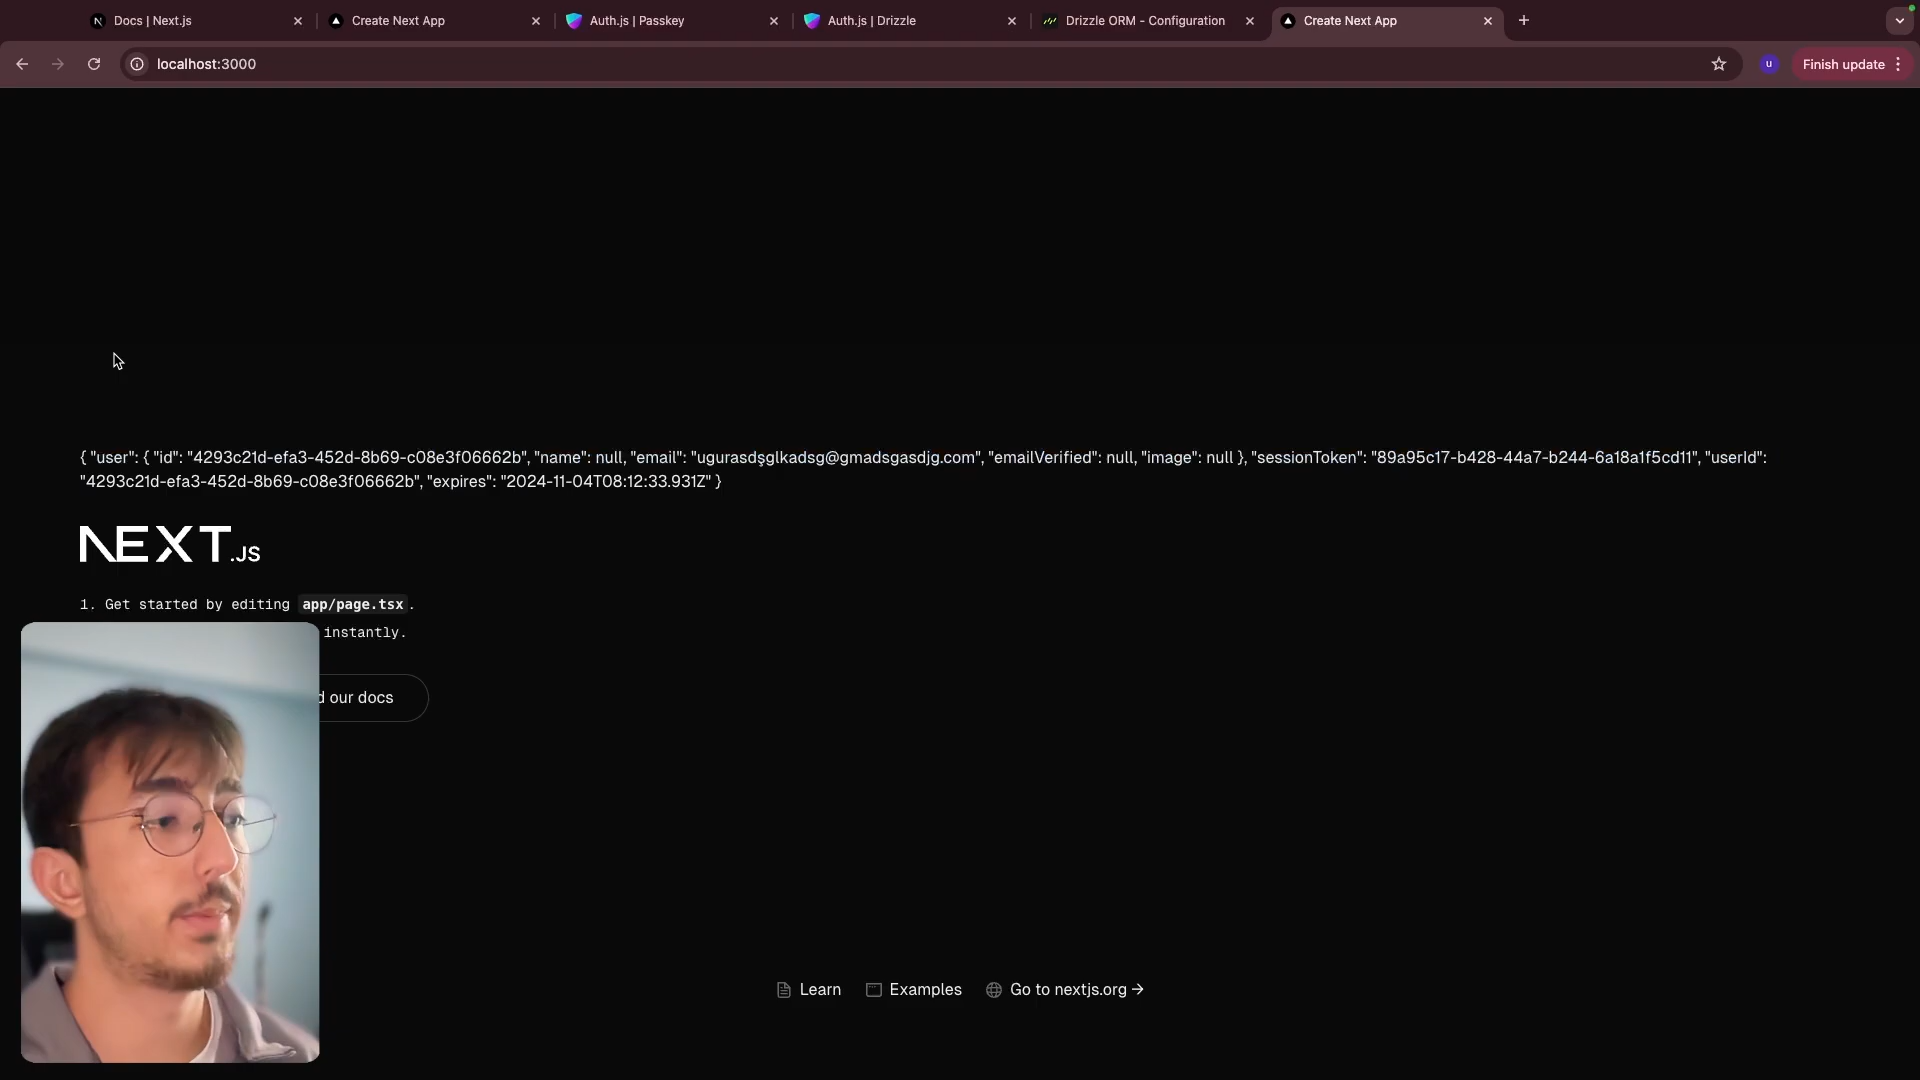 Docs | Next.js
Create Next App
Auth.js | Passkey
Auth.js | Drizzle
Drizzle ORM - Configuration
Create Next App
localhost:3000
u
Finish update
{ "user": { "id": "4293c21d-efa3-452d-8b69-c08e3f06662b", "name": null, "email": "ugurasdşglkadsg@gmadsgasdjg.com", "emailVerified": null, "image": null }, "sessionToken": "89a95c17-b428-44a7-b244-6a18a1f5cd11", "userId":
"4293c21d-efa3-452d-8b69-c08e3f06662b", "expires": "2024-11-04T08:12:33.931Z" }
NEXT.JS
1. Get started by editing app/page.tsx.
instantly.
d our docs
Learn
Examples
Go to nextjs.org →